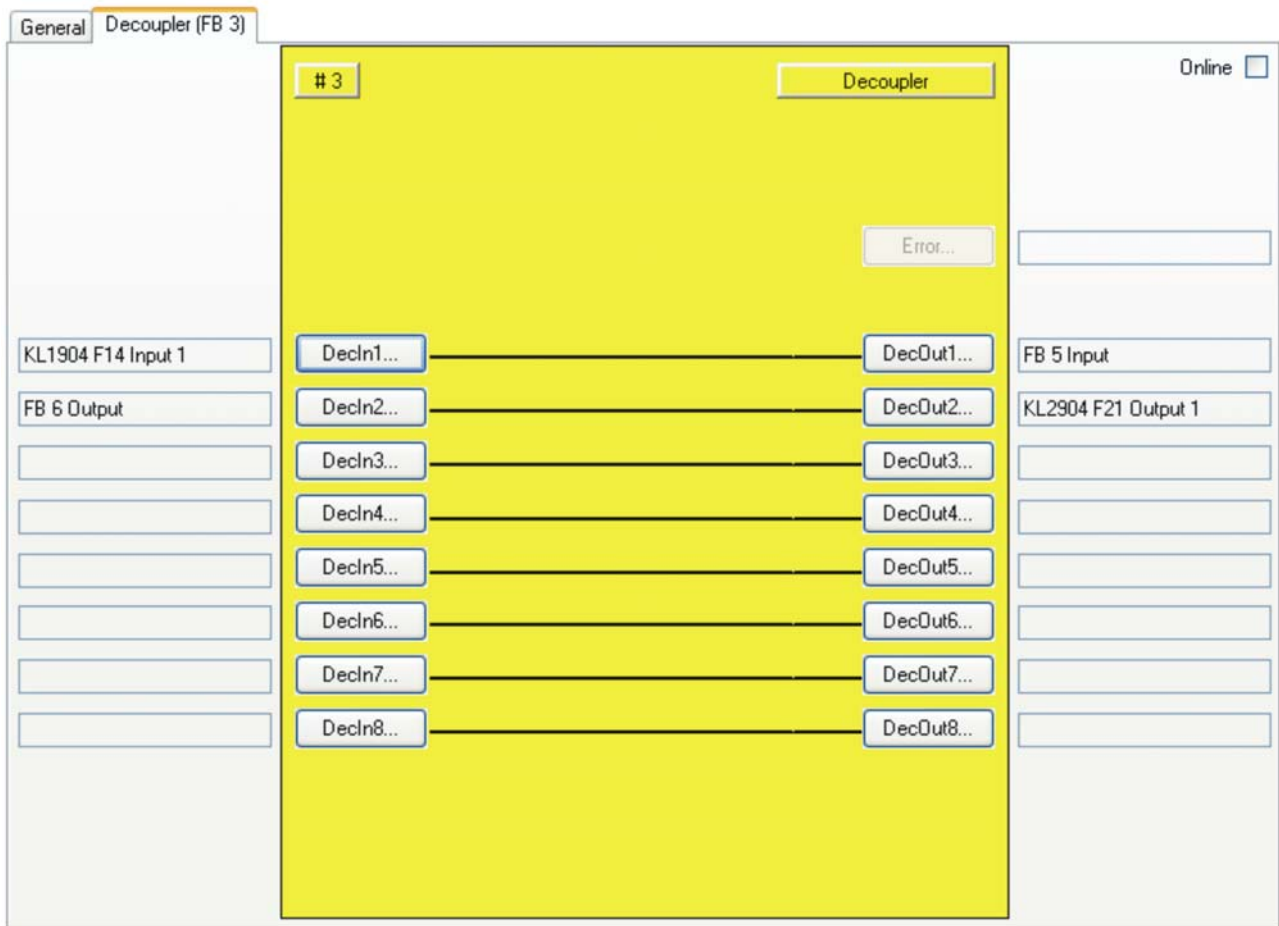 General
Decoupler (FB 3)
# 3
Decoupler
Online
Error...
KL1904 F14 Input 1
DecIn1...
DecOut1...
FB 5 Input
FB 6 Output
DecIn2...
DecOut2...
KL2904 F21 Output 1
DecIn3...
DecOut3...
DecIn4...
DecOut4...
DecIn5...
DecOut5...
DecIn6...
DecOut6...
DecIn7...
DecOut7...
DecIn8...
DecOut8...